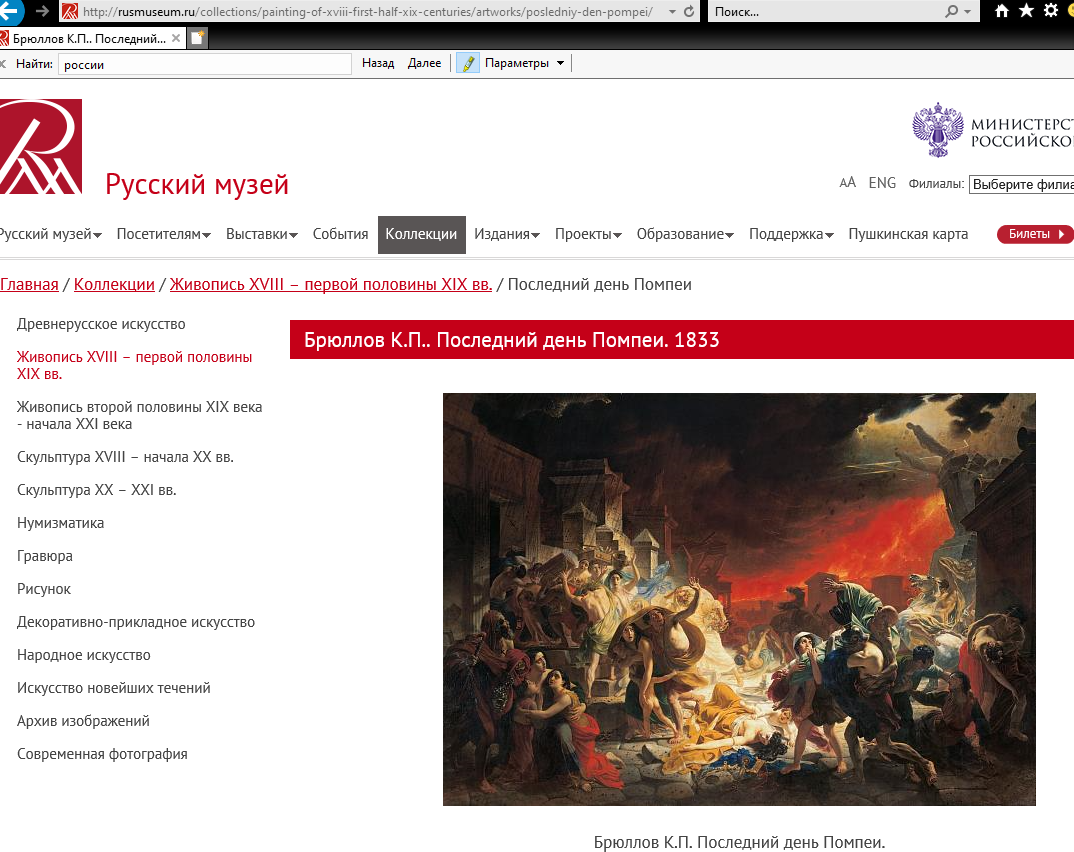 http://rusmuseum.ru/collections/painting-of-xviii-first-half-xix-centuries/artworks/posledniy-den-pompei/
Поиск...
Брюллов К.П.. Последний...
Найти: россии Назад Далее Параметры
Русский музей
МИНИСТЕРСТ
РОССИЙСКО
AA ENG Филиалы: Выберите филиа
Русский музей Посетителям Выставки События Коллекции Издания Проекты Образование Поддержка Пушкинская карта Билеты
Главная / Коллекции / Живопись XVIII – первой половины XIX вв. / Последний день Помпеи
Древнерусское искусство
Живопись XVIII – первой половины
XIX вв.
Живопись второй половины XIX века
- начала XXI века
Скульптура XVIII – начала XX вв.
Скульптура XX – XXI вв.
Нумизматика
Гравюра
Рисунок
Декоративно-прикладное искусство
Народное искусство
Искусство новейших течений
Архив изображений
Современная фотография
Брюллов К.П.. Последний день Помпеи. 1833
Брюллов К.П. Последний день Помпеи.